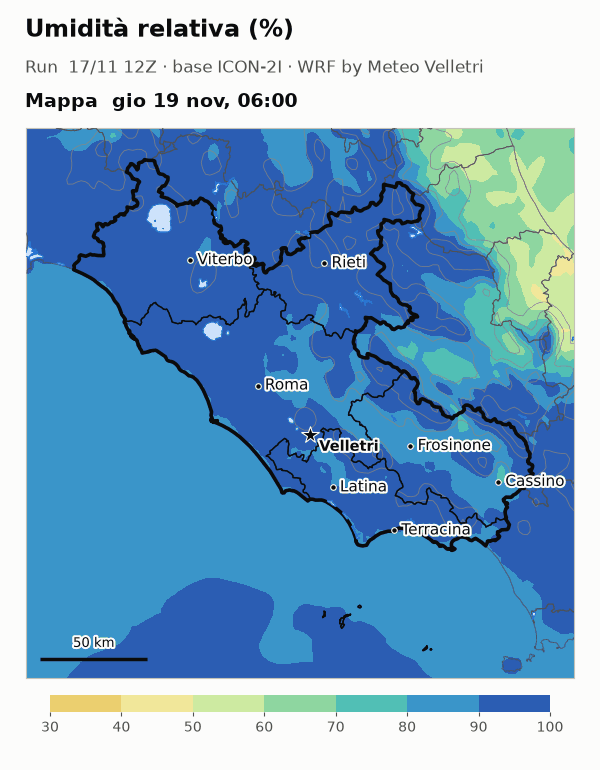 Umidità relativa (%)
Run  17/11 12Z · base ICON-2I · WRF by Meteo Velletri
Mappa  gio 19 nov, 06:00
Viterbo
Rieti
Roma
Velletri
Frosinone
Cassino
Latina
Terracina
50 km
30 40 50 60 70 80 90 100